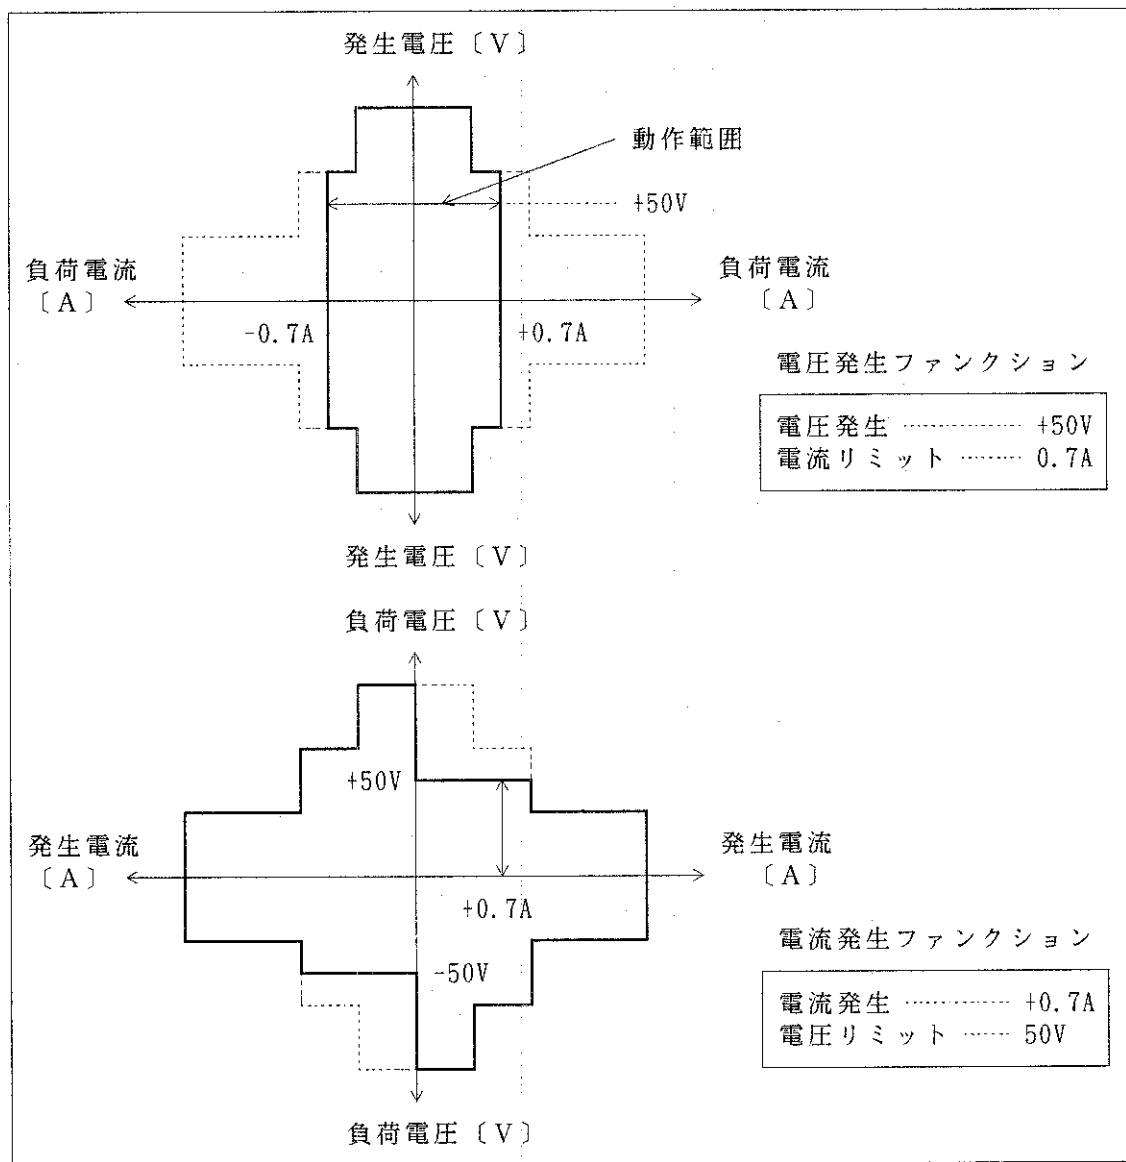 発生電圧〔V〕
動作範囲
+50V
負荷電流
〔A〕
負荷電流
〔A〕
-0.7A
+0.7A
電圧発生ファンクション
電圧発生 ………… +50V
電流リミット ……… 0.7A
発生電圧〔V〕
負荷電圧〔V〕
+50V
発生電流
〔A〕
発生電流
〔A〕
+0.7A
-50V
電流発生ファンクション
電流発生 ………… +0.7A
電圧リミット …… 50V
負荷電圧〔V〕